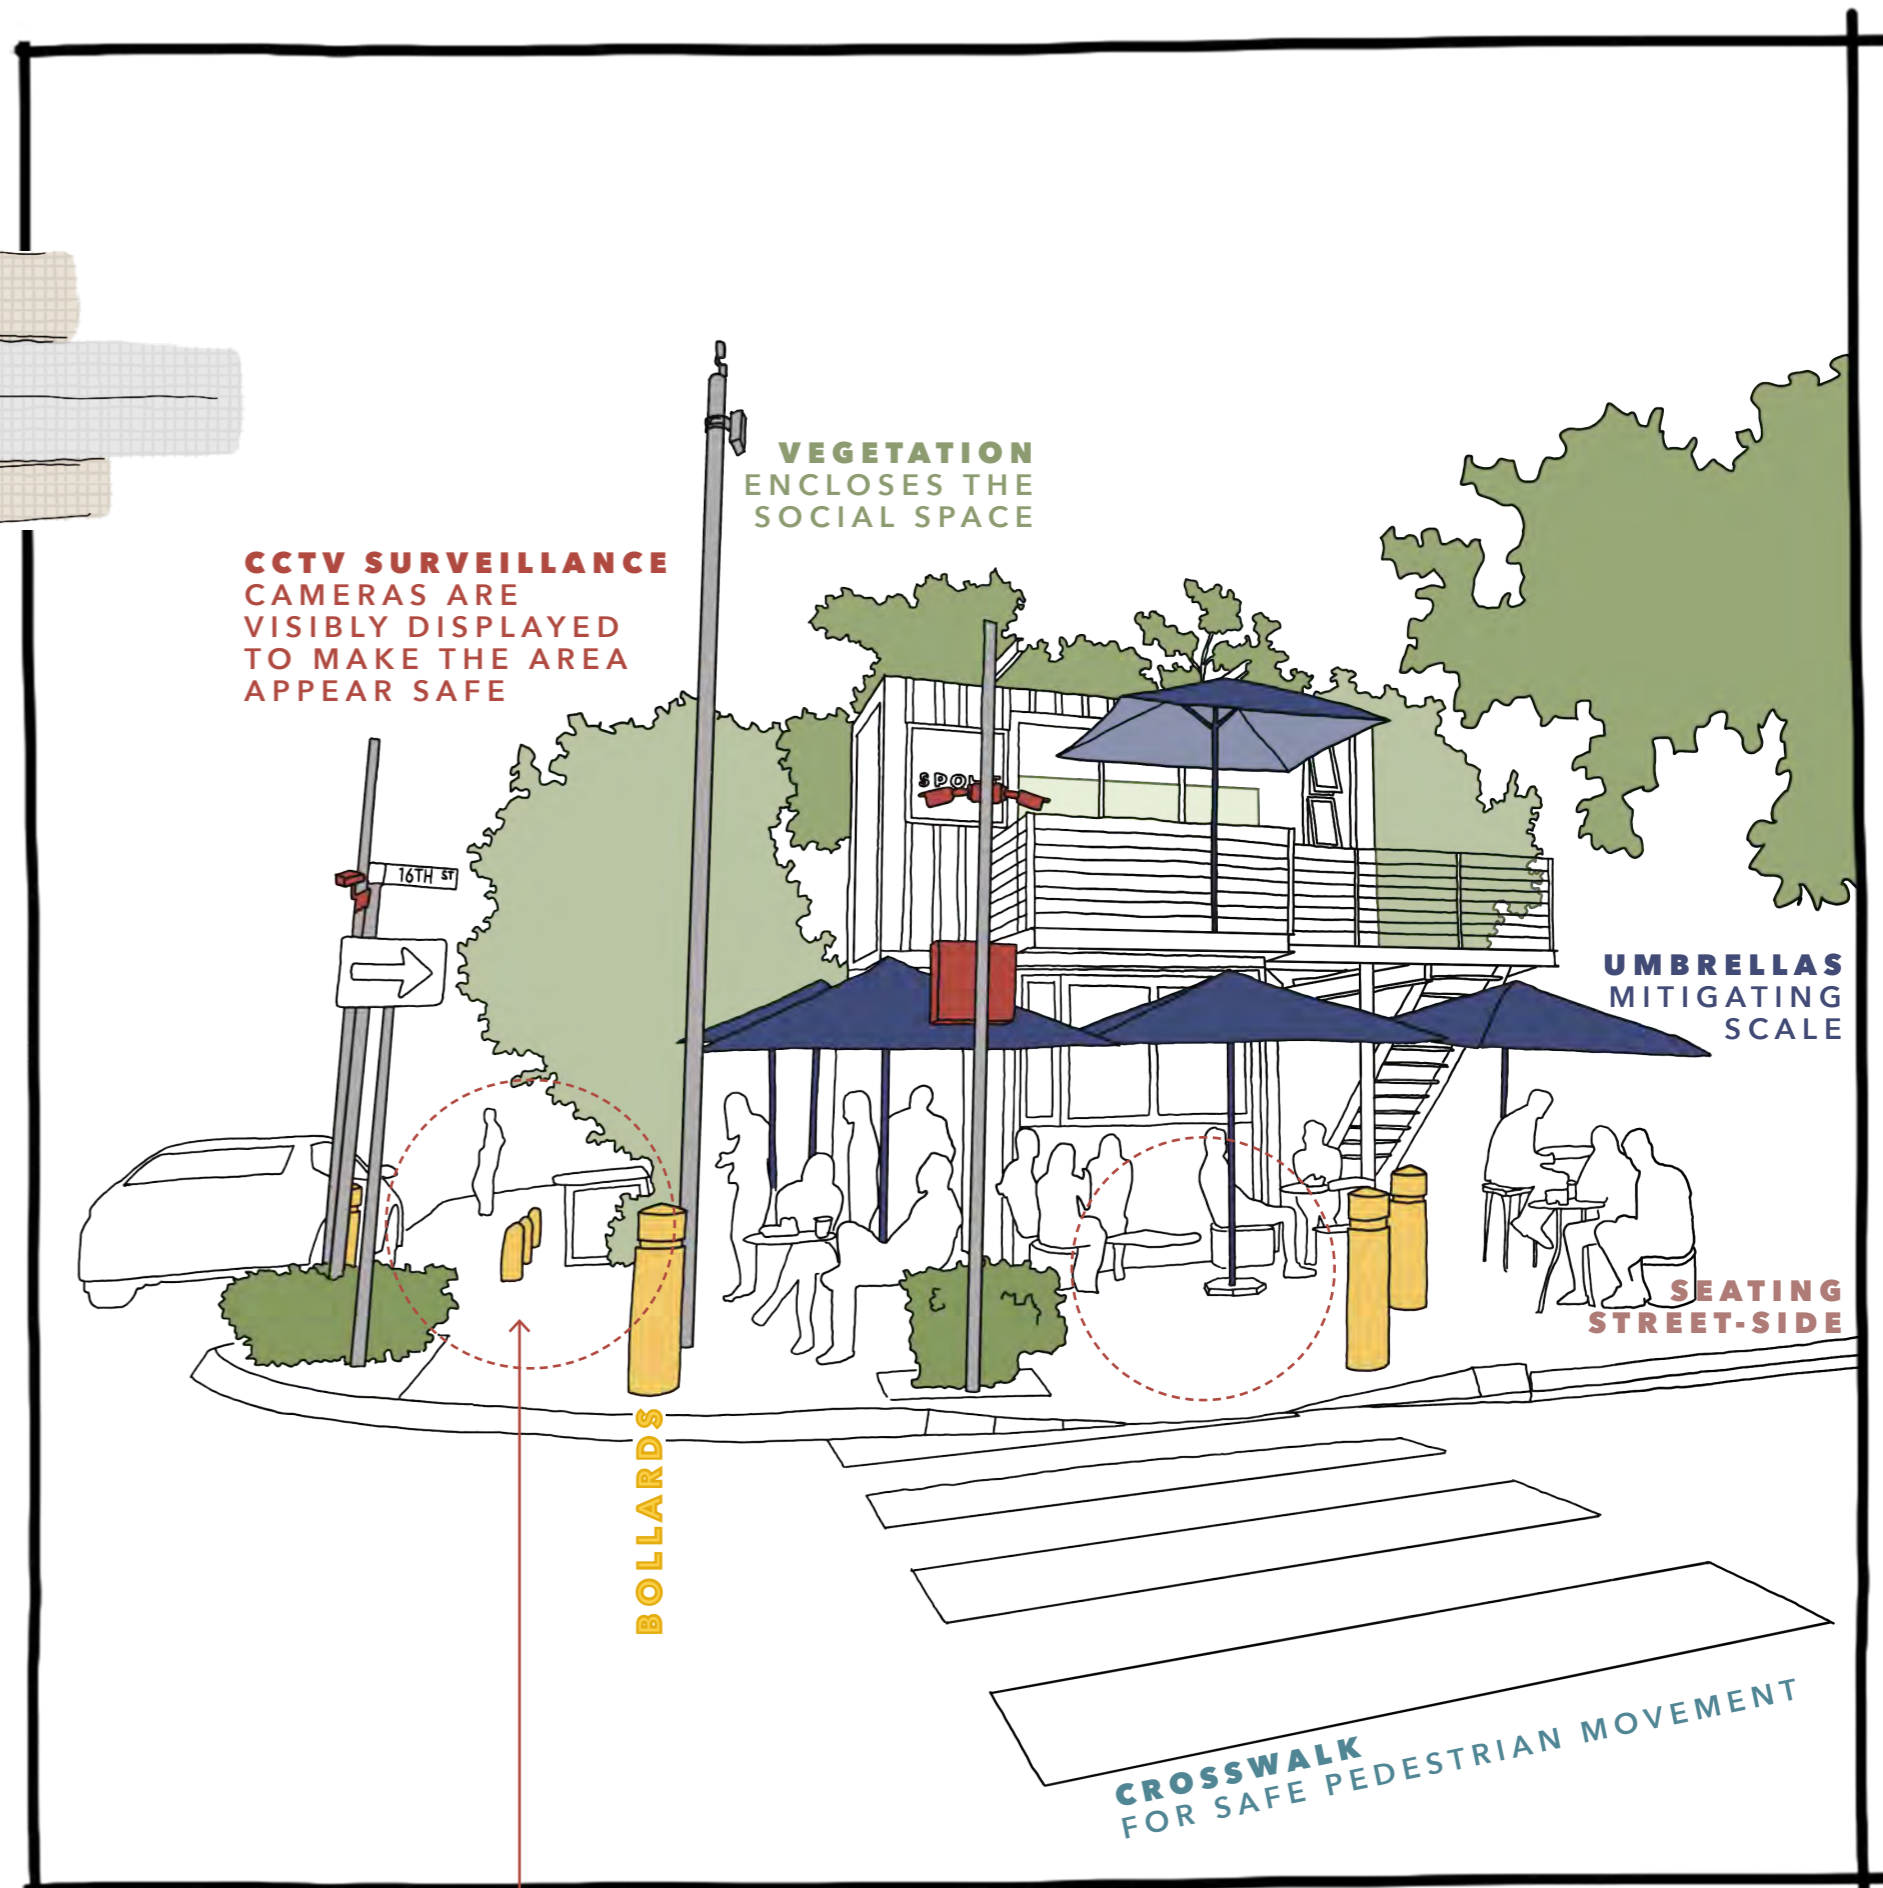 VEGETATION
ENCLOSES THE
SOCIAL SPACE
CCTV SURVEILLANCE
CAMERAS ARE
VISIBLY DISPLAYED
TO MAKE THE AREA
APPEAR SAFE
16TH ST
UMBRELLAS
MITIGATING
SCALE
SEATING
STREET-SIDE
BOLLARDS
CROSSWALK
FOR SAFE PEDESTRIAN MOVEMENT